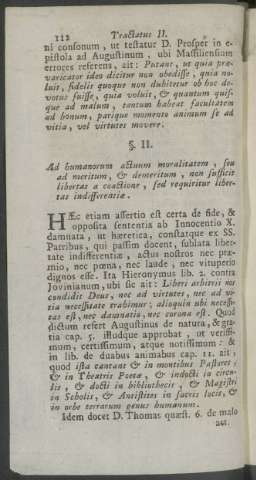 112 Tractatus II.
ni consonum, ut testatur D. Prosper in e-
pistola ad Augustinum, ubi Massiliensium
errores referens, ait: Putant, ut quia præ-
varicator ideo dicitur non obedisse, quia no-
luit, fidelis quoque non dubitetur ob hoc de-
votus fuisse, quia voluit, & quantum quis-
que ad malum, tantum habeat facultatem
ad bonum, parique momento animum se ad
vitia, vel virtutes movere.
§. II.
Ad humanorum actuum moralitatem, seu
ad meritum, & demeritum, non sufficit
libertas a coactione, sed requiritur liber-
tas indifferentiæ.
HÆc etiam assertio est certa de fide, &
opposita sententia ab Innocentio X.
damnata, ut hæretica, constatque ex SS.
Patribus, qui passim docent, sublata liber-
tate indifferentiæ, actus nostros nec præ-
mio, nec pœna, nec laude, nec vituperio
dignos esse. Ita Hieronymus lib. 2. contra
Jovinianum, ubi sic ait: Liberi arbitrii nos
condidit Deus, nec ad virtutes, nec ad vi-
tia necessitate trahimur; alioquin ubi necessi-
tas est, nec damnatio, nec corona est. Quod
dictum refert Augustinus de natura, & gra-
tia cap. 5. illudque approbat, ut verissi-
mum, certissimum, atque notissimum: &
in lib. de duabus animabus cap. 11. ait,
quod ista cantant & in montibus Pastores;
& in Theatris Poetæ, & indocti in circu-
lis, & docti in bibliothecis, & Magistri
in Scholis, & Antistites in sacris locis, &
in orbe terrarum genus humanum.
Idem docet D. Thomas quæst. 6. de malo